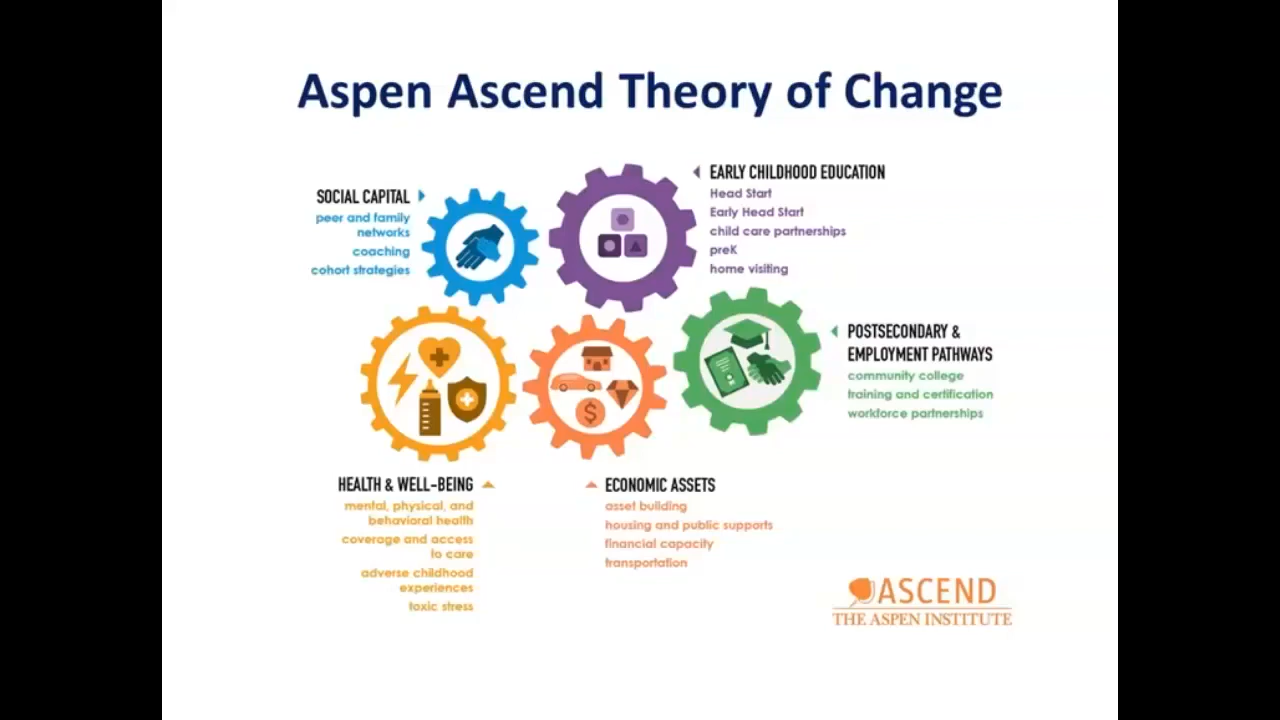 Aspen Ascend Theory of Change
SOCIAL CAPITAL
peer and family
networks
coaching
cohort strategies
EARLY CHILDHOOD EDUCATION
Head Start
Early Head Start
child care partnerships
preK
home visiting
POSTSECONDARY &
EMPLOYMENT PATHWAYS
community college
training and certification
workforce partnerships
HEALTH & WELL-BEING
mental, physical, and
behavioral health
coverage and access
to care
adverse childhood
experiences
toxic stress
ECONOMIC ASSETS
asset building
housing and public supports
financial capacity
transportation
$
ASCEND
THE ASPEN INSTITUTE